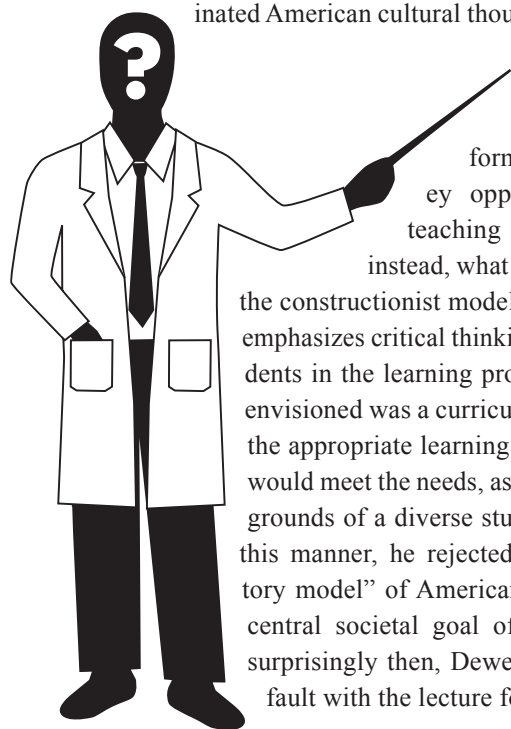 inated American cultural thou
?
forn
ey opp
teaching
instead, what
the constructionist model
emphasizes critical thinki
dents in the learning pro
envisioned was a curricu
the appropriate learning
would meet the needs, as
grounds of a diverse stu
this manner, he rejected
tory model” of American
central societal goal of
surprisingly then, Dewe
fault with the lecture fo